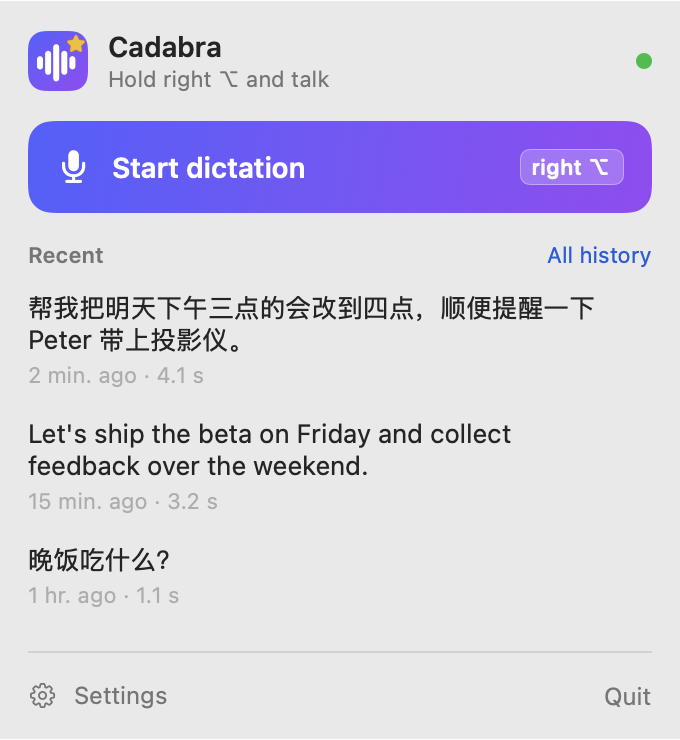 Cadabra
Hold right ⌥ and talk
Start dictation
right ⌥
Recent
All history
帮我把明天下午三点的会改到四点，顺便提醒一下
Peter 带上投影仪。
2 min. ago · 4.1 s
Let's ship the beta on Friday and collect
feedback over the weekend.
15 min. ago · 3.2 s
晚饭吃什么？
1 hr. ago · 1.1 s
Settings
Quit